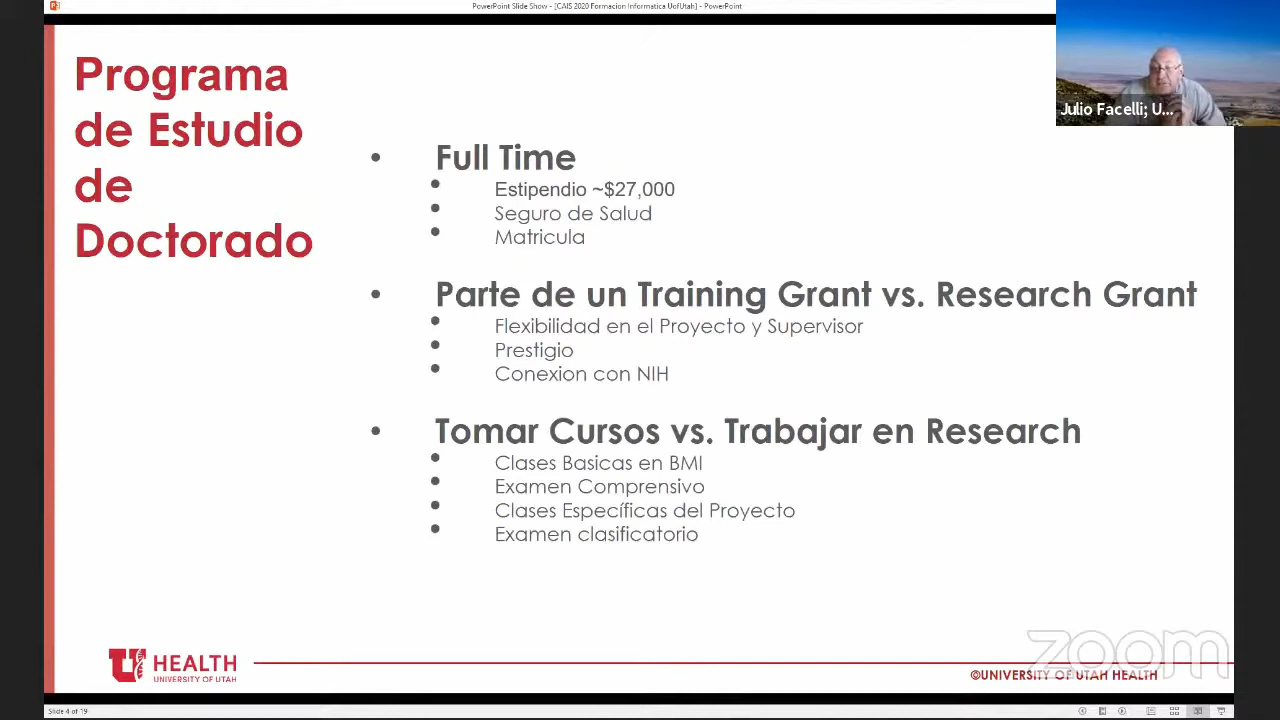 PowerPoint Slide Show - [CAIS 2020 Formacion Informatica UofUtah] - PowerPoint
Programa
de Estudio
de
Doctorado
Julio Facelli; U...
• Full Time
• Estipendio ~$27,000
• Seguro de Salud
• Matricula
• Parte de un Training Grant vs. Research Grant
• Flexibilidad en el Proyecto y Supervisor
• Prestigio
• Conexion con NIH
• Tomar Cursos vs. Trabajar en Research
• Clases Basicas en BMI
• Examen Comprensivo
• Clases Específicas del Proyecto
• Examen clasificatorio
U HEALTH
UNIVERSITY OF UTAH
zoom
©UNIVERSITY OF UTAH HEALTH
Slide 4 of 19